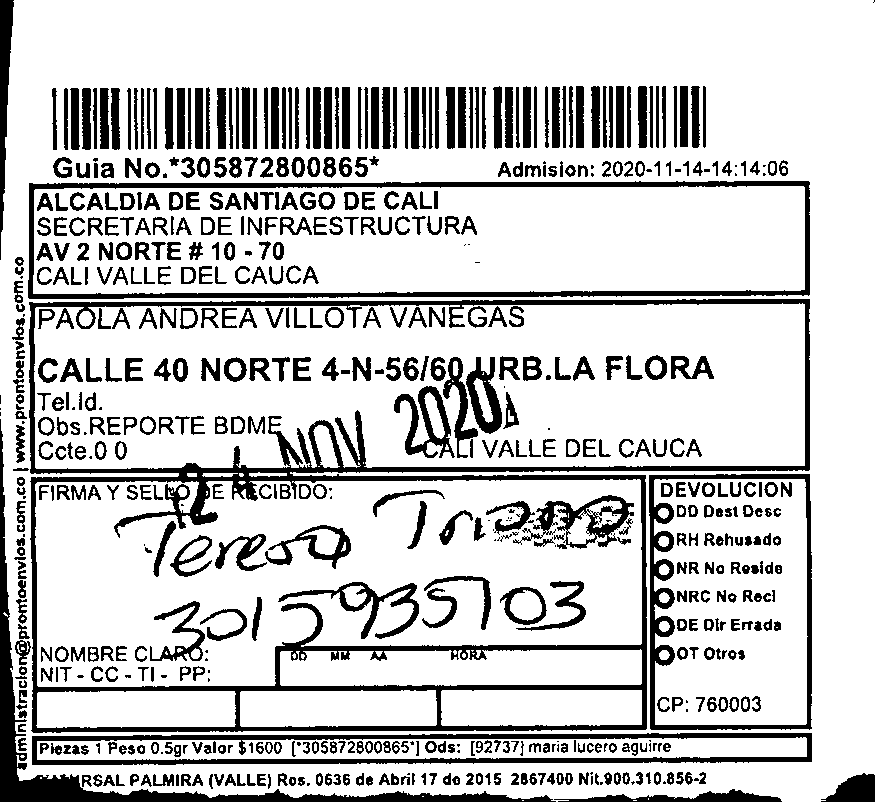 Guia No.*305872800865*
Admision: 2020-11-14-14:14:06
ALCALDIA DE SANTIAGO DE CALI
SECRETARIA DE INFRAESTRUCTURA
AV 2 NORTE # 10 - 70
CALI VALLE DEL CAUCA
PAOLA ANDREA VILLOTA VANEGAS
CALLE 40 NORTE 4-N-56/60 URB.LA FLORA
Tel.Id.
Obs.REPORTE BDME
Ccte.0 0
CALI VALLE DEL CAUCA
24 NOV 2020
FIRMA Y SELLO DE RECIBIDO:
Teresa Triana
3015935103
NOMBRE CLARO:
NIT - CC - TI - PP:
DD MM AA HORA
DEVOLUCION
DD Dest Desc
RH Rehusado
NR No Reside
NRC No Reci
DE Dir Errada
OT Otros
CP: 760003
Piezas 1 Peso 0.5gr Valor $1600 [*305872800865*] Ods: [92737] maria lucero aguirre
PALMIRA (VALLE) Res. 0636 de Abril 17 de 2015 2867400 Nit.900.310.856-2
administracion@prontoenvios.com.co | www.prontoenvios.com.co